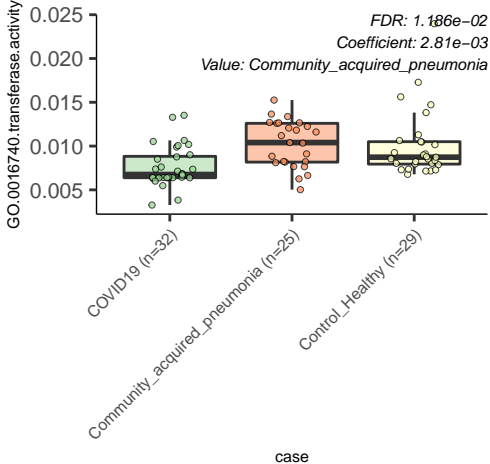 FDR: 1.186e−02
Coefficient: 2.81e−03
Value: Community_acquired_pneumonia
GO.0016740.transferase.activity
0.025
0.020
0.015
0.010
0.005
COVID19 (n=32)
Community_acquired_pneumonia (n=25)
Control_Healthy (n=29)
case